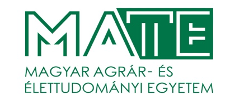 MATE
MAGYAR AGRÁR- ÉS
ÉLETTUDOMÁNYI EGYETEM